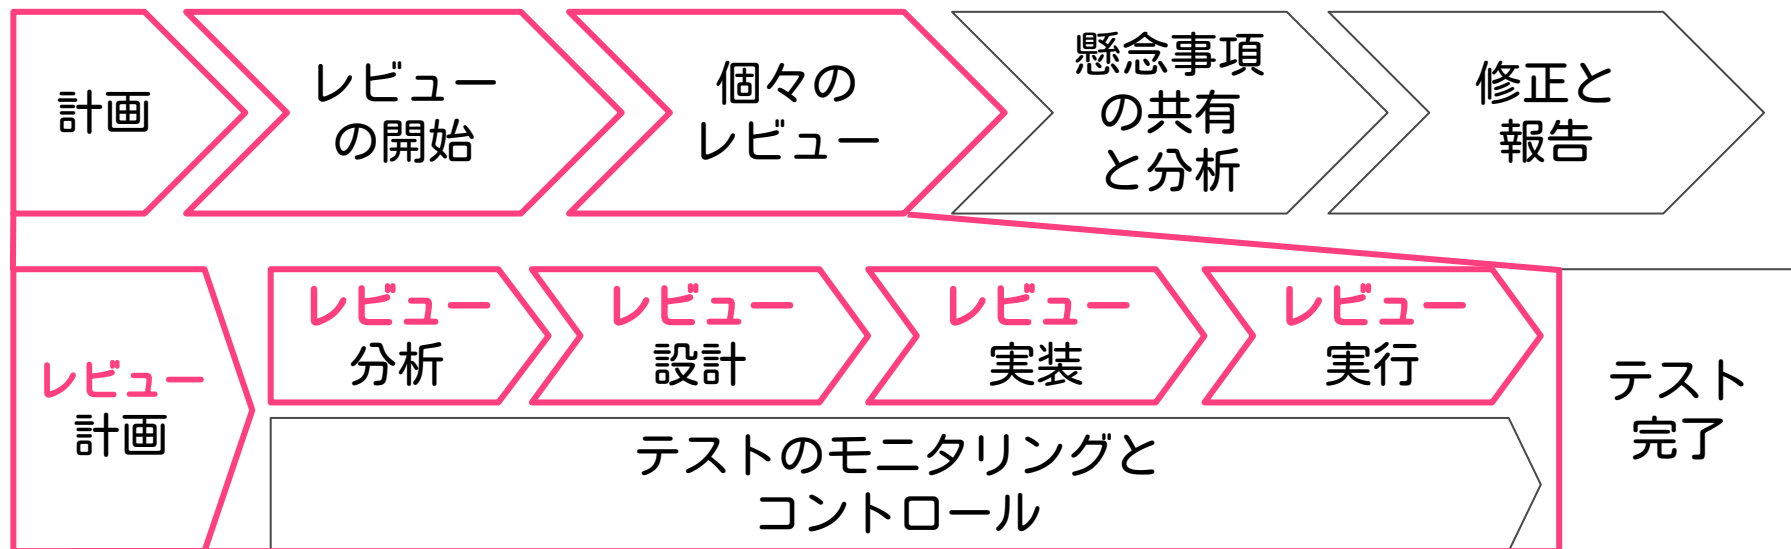 計画
レビュー
の開始
個々の
レビュー
懸念事項
の共有
と分析
修正と
報告
レビュー
計画
レビュー
分析
レビュー
設計
レビュー
実装
レビュー
実行
テストのモニタリングと
コントロール
テスト
完了